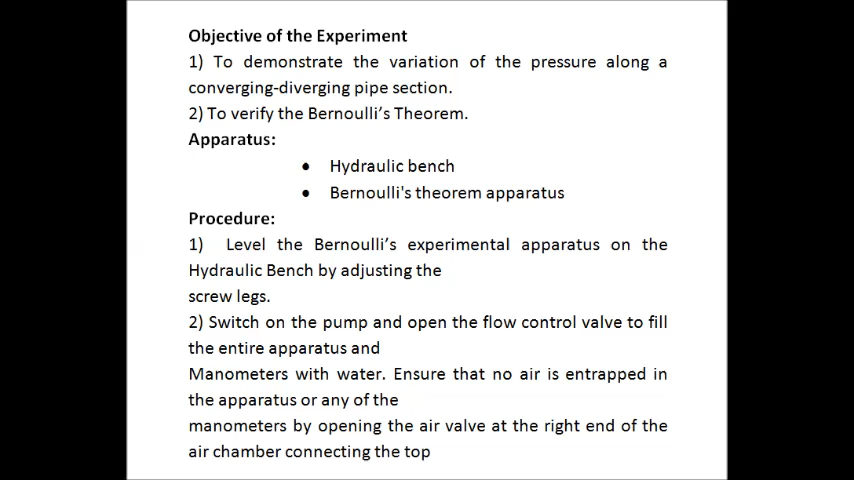 Objective of the Experiment
1) To demonstrate the variation of the pressure along a
converging-diverging pipe section.
2) To verify the Bernoulli's Theorem.
Apparatus:
• Hydraulic bench
• Bernoulli's theorem apparatus
Procedure:
1) Level the Bernoulli's experimental apparatus on the
Hydraulic Bench by adjusting the
screw legs.
2) Switch on the pump and open the flow control valve to fill
the entire apparatus and
Manometers with water. Ensure that no air is entrapped in
the apparatus or any of the
manometers by opening the air valve at the right end of the
air chamber connecting the top